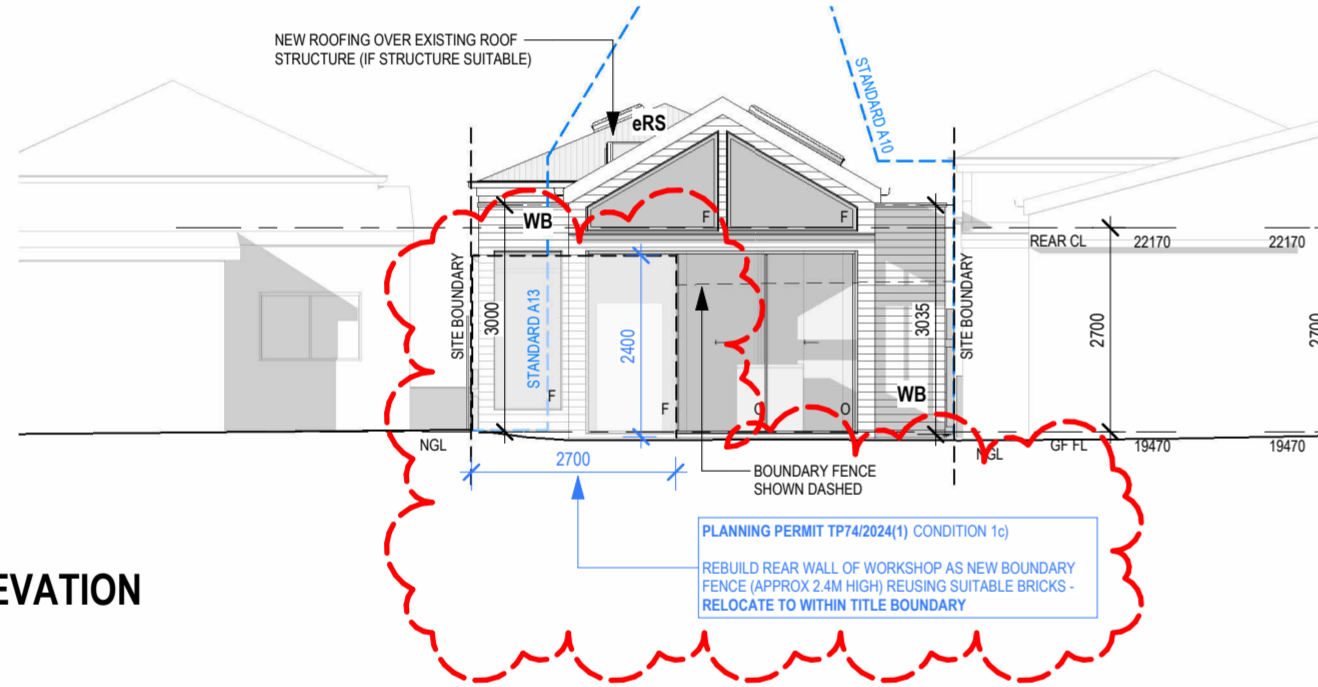 NEW ROOFING OVER EXISTING ROOF
STRUCTURE (IF STRUCTURE SUITABLE)
STANDARD A10
eRS
WB
F
F
REAR CL
22170
22170
SITE BOUNDARY
3000
STANDARD A13
2400
3035
SITE BOUNDARY
2700
2700
F
F
O
O
WB
NGL
NGL
GF FL
19470
19470
2700
BOUNDARY FENCE
SHOWN DASHED
PLANNING PERMIT TP74/2024(1) CONDITION 1c)
REBUILD REAR WALL OF WORKSHOP AS NEW BOUNDARY
FENCE (APPROX 2.4M HIGH) REUSING SUITABLE BRICKS -
RELOCATE TO WITHIN TITLE BOUNDARY
EVATION